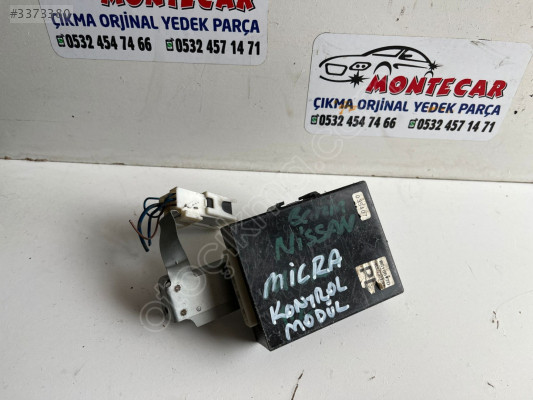 #3373380
MONTECAR
ÇIKMA ORJİNAL YEDEK PARÇA
0532 454 74 66
0532 457 14 71
MONTECAR
ÇIKMA ORJİNAL YEDEK PARÇA
0532 454 74 66
0532 457 14 71
NISSAN
MICRA
KONTROL
MODÜL